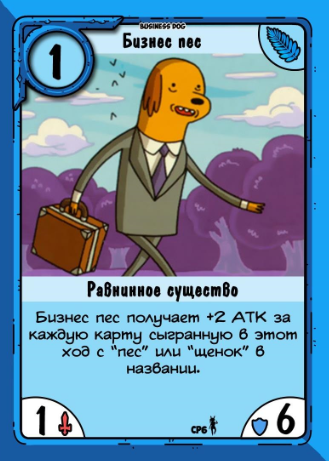 BUSINESS DOG
1
Бизнес пес
Равнинное существо
Бизнес пес получает +2 АТК за
каждую карту сыгранную в этот
ход с "пес" или "щенок" в
названии.
1
CP6
6